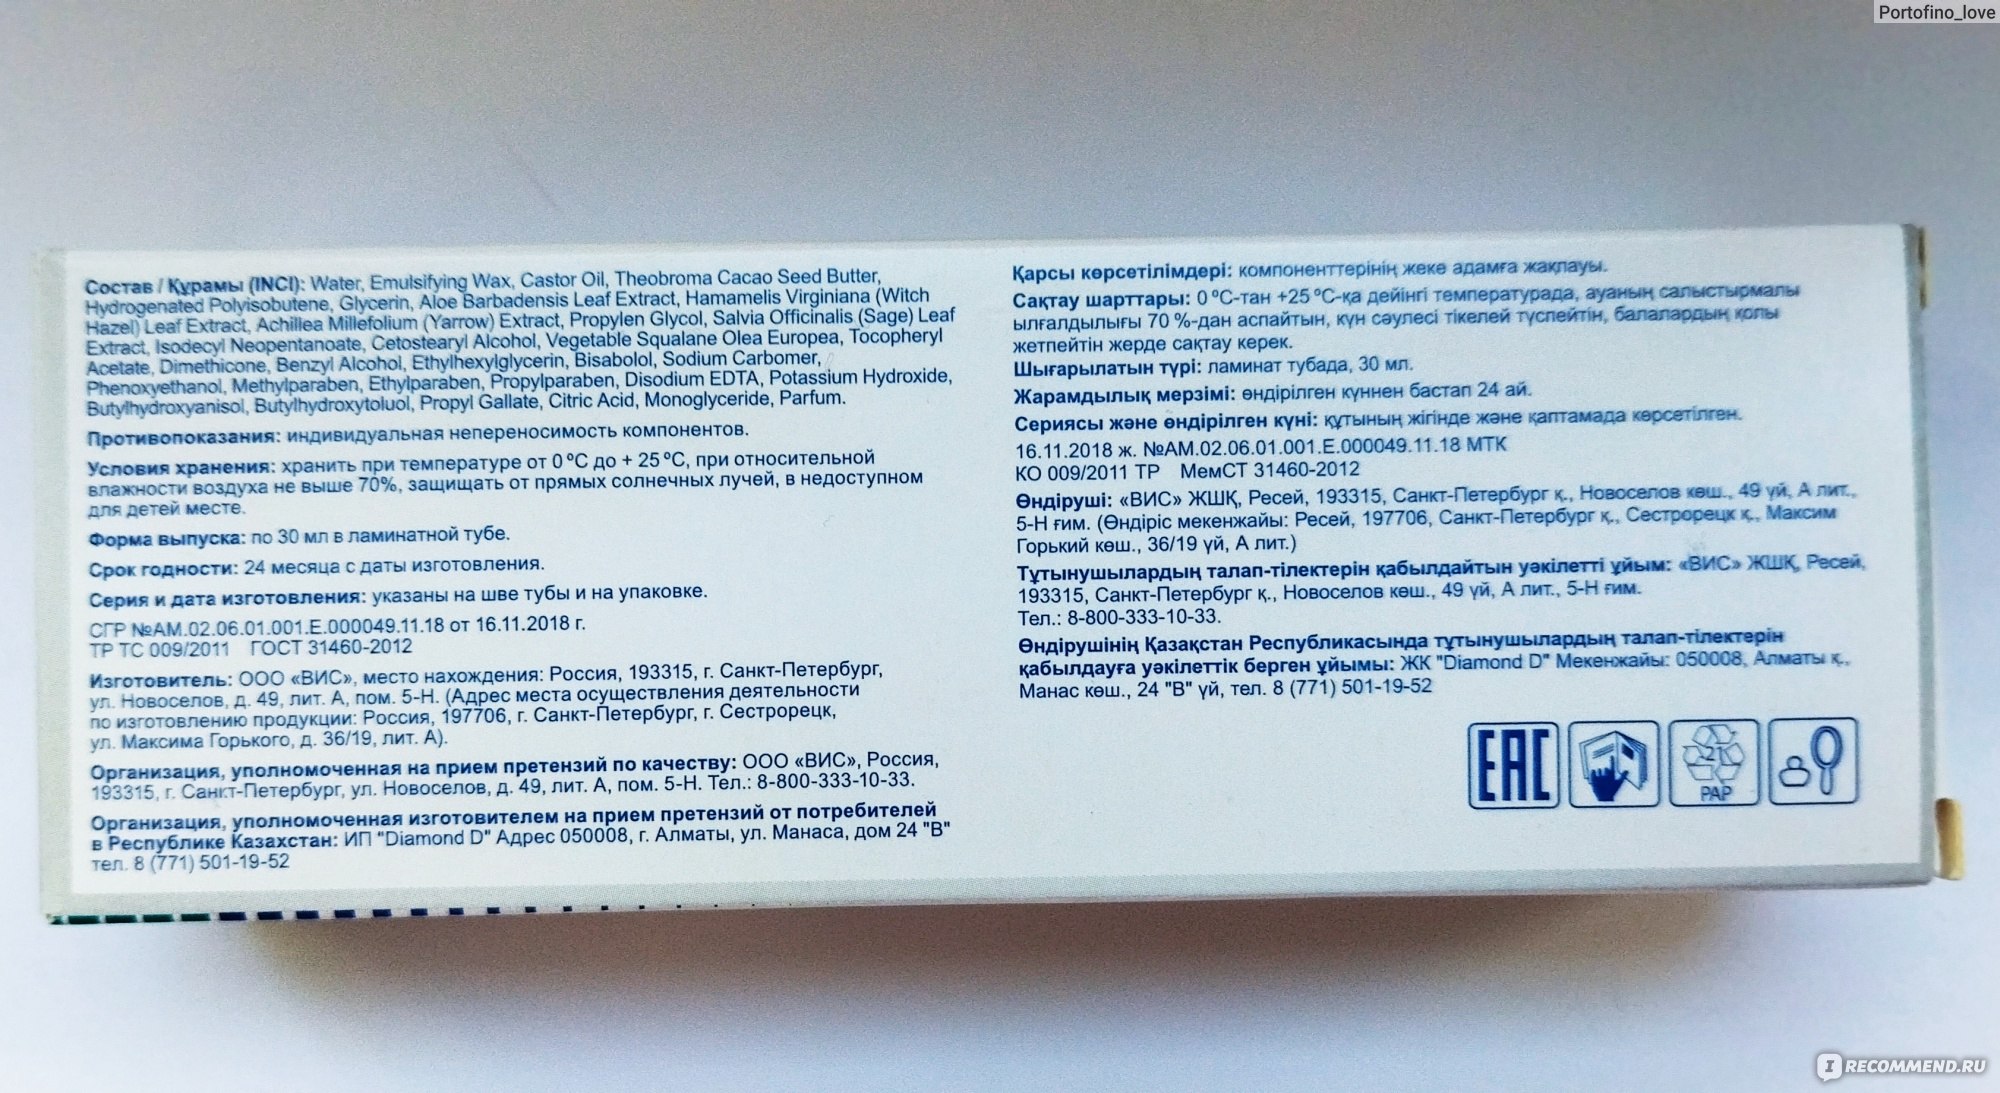 Portofino_love
Состав / Құрамы (INCI): Water, Emulsifying Wax, Castor Oil, Theobroma Cacao Seed Butter,
Hydrogenated Polyisobutene, Glycerin, Aloe Barbadensis Leaf Extract, Hamamelis Virginiana (Witch
Hazel) Leaf Extract, Achillea Millefolium (Yarrow) Extract, Propylen Glycol, Salvia Officinalis (Sage) Leaf
Extract, Isodecyl Neopentanoate, Cetostearyl Alcohol, Vegetable Squalane Olea Europea, Tocopheryl
Acetate, Dimethicone, Benzyl Alcohol, Ethylhexylglycerin, Bisabolol, Sodium Carbomer,
Phenoxyethanol, Methylparaben, Ethylparaben, Propylparaben, Disodium EDTA, Potassium Hydroxide,
Butylhydroxyanisol, Butylhydroxytoluol, Propyl Gallate, Citric Acid, Monoglyceride, Parfum.
Противопоказания: индивидуальная непереносимость компонентов.
Условия хранения: хранить при температуре от 0 °C до + 25 °C, при относительной
влажности воздуха не выше 70%, защищать от прямых солнечных лучей, в недоступном
для детей месте.
Форма выпуска: по 30 мл в ламинатной тубе.
Срок годности: 24 месяца с даты изготовления.
Серия и дата изготовления: указаны на шве тубы и на упаковке.
СГР №АМ.02.06.01.001.Е.000049.11.18 от 16.11.2018 г.
ТР ТС 009/2011 ГОСТ 31460-2012
Изготовитель: ООО «ВИС», место нахождения: Россия, 193315, г. Санкт-Петербург,
ул. Новоселов, д. 49, лит. А, пом. 5-Н. (Адрес места осуществления деятельности
по изготовлению продукции: Россия, 197706, г. Санкт-Петербург, г. Сестрорецк,
ул. Максима Горького, д. 36/19, лит. А).
Организация, уполномоченная на прием претензий по качеству: ООО «ВИС», Россия,
193315, г. Санкт-Петербург, ул. Новоселов, д. 49, лит. А, пом. 5-Н. Тел.: 8-800-333-10-33.
Организация, уполномоченная изготовителем на прием претензий от потребителей
в Республике Казахстан: ИП "Diamond D" Адрес 050008, г. Алматы, ул. Манаса, дом 24 "В"
тел. 8 (771) 501-19-52
Қарсы көрсетілімдері: компоненттерінің жеке адамға жақпауы.
Сақтау шарттары: 0 °С-тан +25 °С-қа дейінгі температурада, ауаның салыстырмалы
ылғалдылығы 70 %-дан аспайтын, күн сәулесі тікелей түспейтін, балалардың қолы
жетпейтін жерде сақтау керек.
Шығарылатын түрі: ламинат тубада, 30 мл.
Жарамдылық мерзімі: өндірілген күннен бастап 24 ай.
Сериясы және өндірілген күні: құтының жігінде және қаптамада көрсетілген.
16.11.2018 ж. №АМ.02.06.01.001.Е.000049.11.18 МТК
КО 009/2011 ТР МемСТ 31460-2012
Өндіруші: «ВИС» ЖШҚ, Ресей, 193315, Санкт-Петербург қ., Новоселов көш., 49 үй, А лит.,
5-Н ғим. (Өндіріс мекенжайы: Ресей, 197706, Санкт-Петербург қ., Сестрорецк қ., Максим
Горький көш., 36/19 үй, А лит.)
Тұтынушылардың талап-тілектерін қабылдайтын уәкілетті ұйым: «ВИС» ЖШҚ, Ресей,
193315, Санкт-Петербург қ., Новоселов көш., 49 үй, А лит., 5-Н ғим.
Тел.: 8-800-333-10-33.
Өндірушінің Қазақстан Республикасында тұтынушылардың талап-тілектерін
қабылдауға уәкілеттік берген ұйымы: ЖК "Diamond D" Мекенжайы: 050008, Алматы қ.,
Манас көш., 24 "В" үй, тел. 8 (771) 501-19-52
EAC
21
PAP
I RECOMMEND.RU